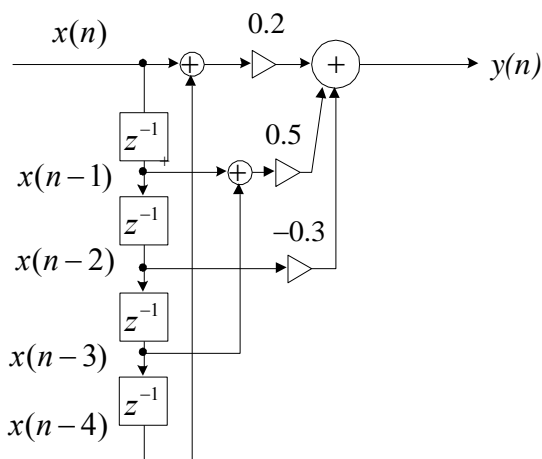 x(n)
0.2
+
+
y(n)
z⁻¹
0.5
+
x(n−1)
+
z⁻¹
−0.3
x(n−2)
z⁻¹
x(n−3)
z⁻¹
x(n−4)